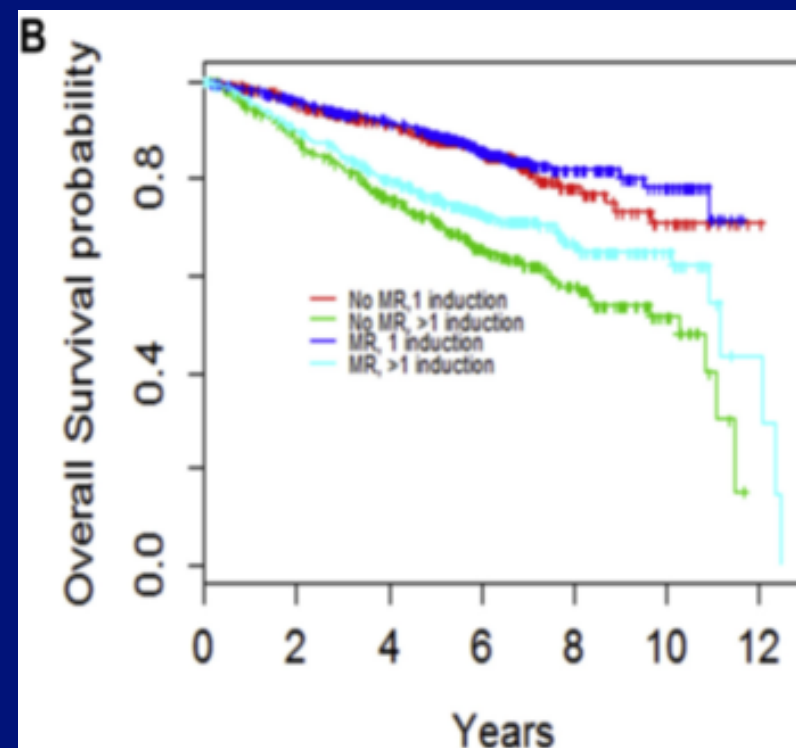 B
Overall Survival probability
0.8
0.4
0.0
No MR,1 induction
No MR, >1 induction
MR, 1 induction
MR, >1 induction
0 2 4 6 8 10 12
Years